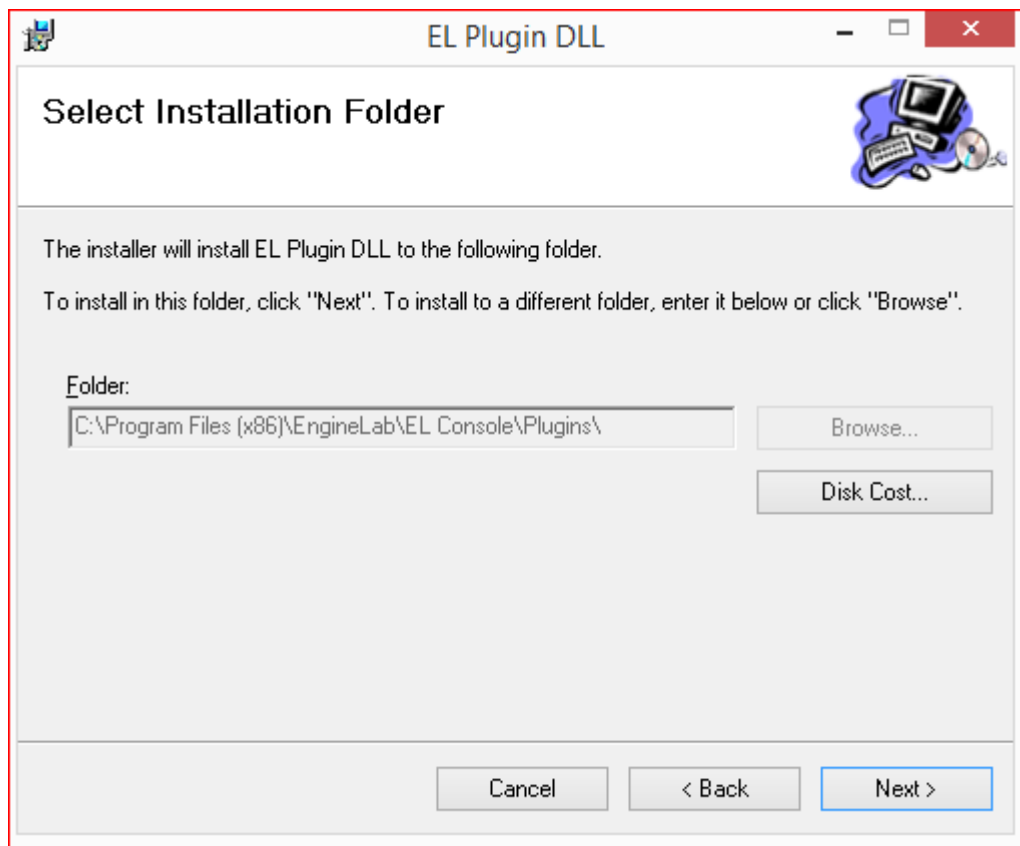 EL Plugin DLL
Select Installation Folder
The installer will install EL Plugin DLL to the following folder.
To install in this folder, click "Next". To install to a different folder, enter it below or click "Browse".
Folder:
C:\Program Files (x86)\EngineLab\EL Console\Plugins\
Browse...
Disk Cost...
Cancel
< Back
Next >